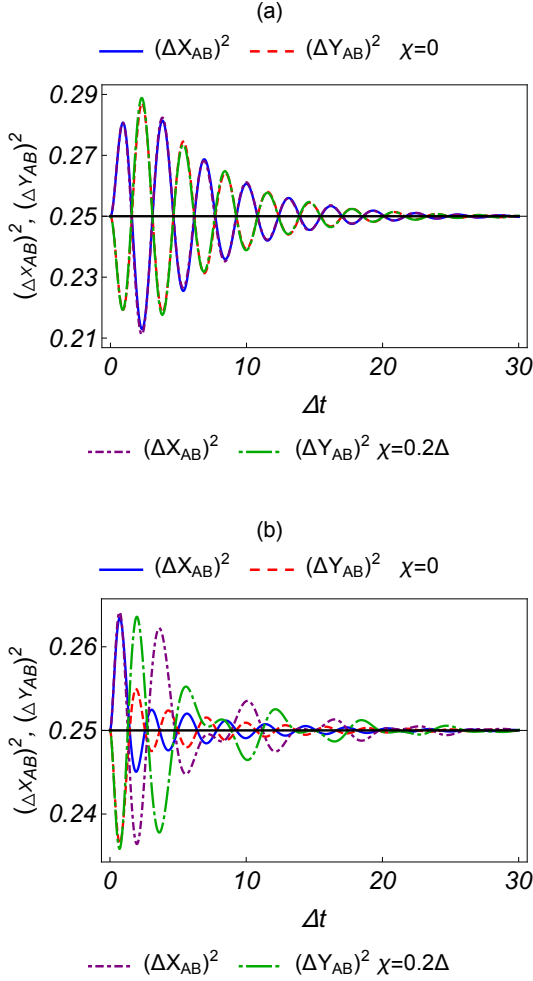 (a)
(ΔX_AB)² (ΔY_AB)² χ=0
(Δx_AB)², (ΔY_AB)²
0.29
0.27
0.25
0.23
0.21
0 10 20 30
Δt
(ΔX_AB)² (ΔY_AB)² χ=0.2Δ
(b)
(ΔX_AB)² (ΔY_AB)² χ=0
(ΔX_AB)², (ΔY_AB)²
0.26
0.25
0.24
0 10 20 30
Δt
(ΔX_AB)² (ΔY_AB)² χ=0.2Δ